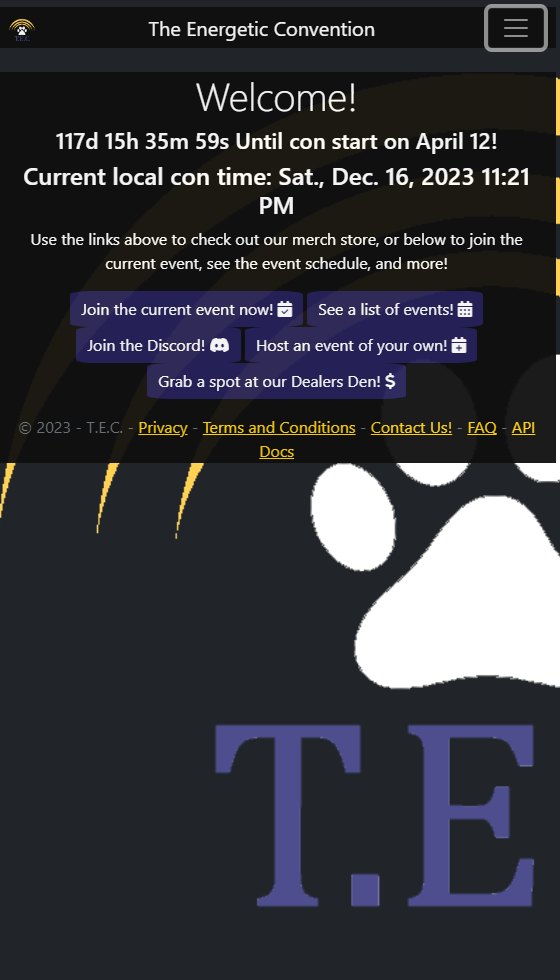 T.E.C.
The Energetic Convention
Welcome!
117d 15h 35m 59s Until con start on April 12!
Current local con time: Sat., Dec. 16, 2023 11:21
PM
Use the links above to check out our merch store, or below to join the
current event, see the event schedule, and more!
Join the current event now! See a list of events!
Join the Discord! Host an event of your own!
Grab a spot at our Dealers Den! $
© 2023 - T.E.C. - Privacy - Terms and Conditions - Contact Us! - FAQ - API
Docs
T.E